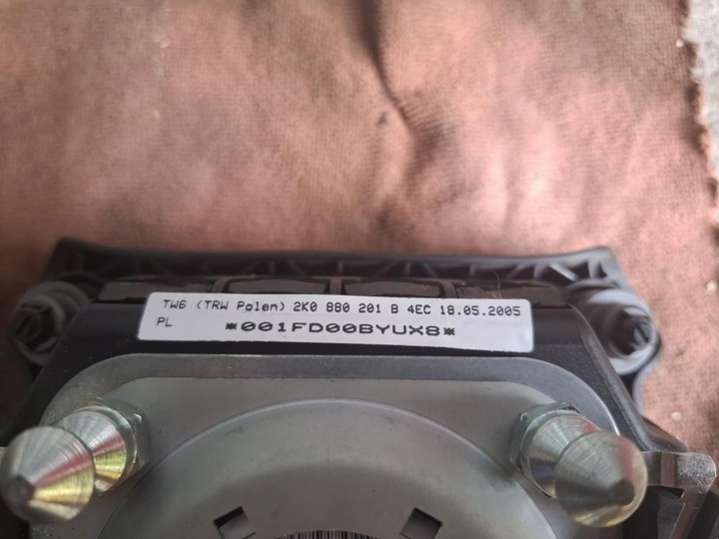 TW6 (TRW Polen) 2K0 880 201 B 4EC 18.05.2005
PL *001FD00BYUX8*